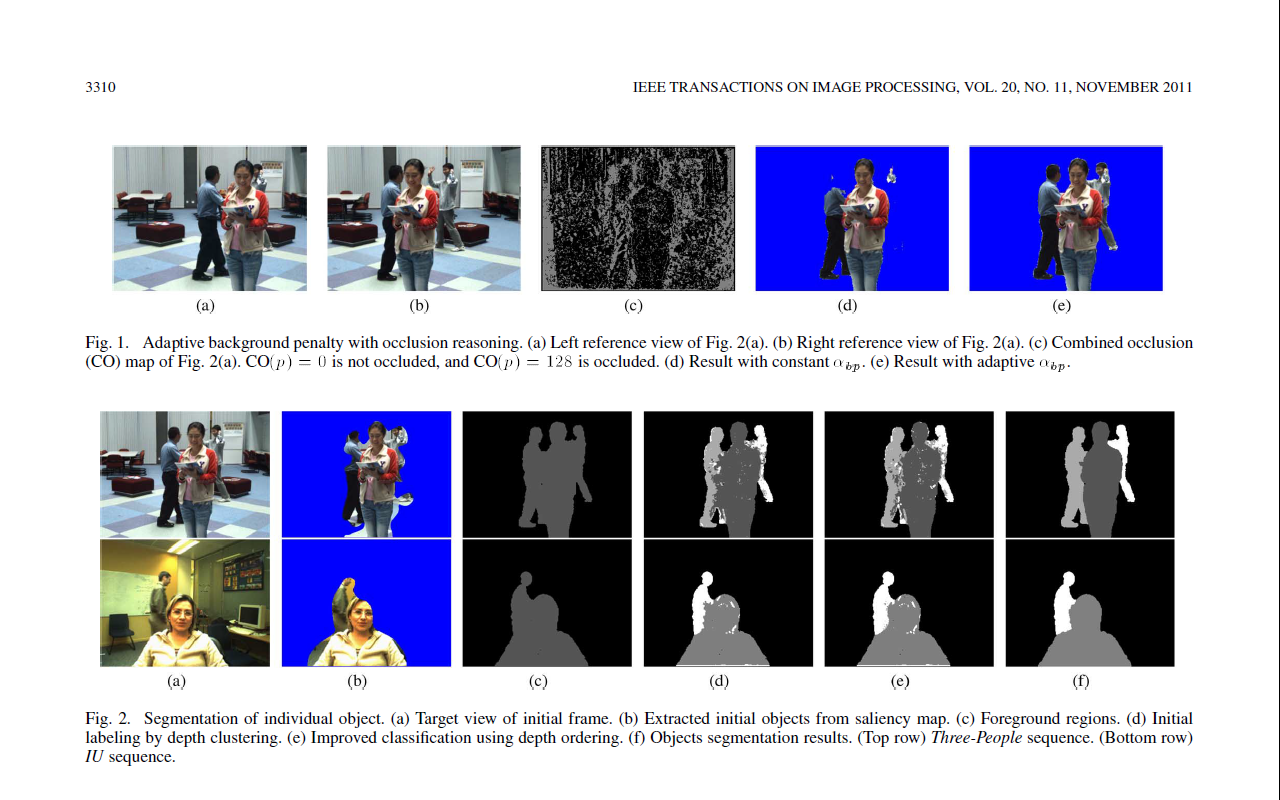 3310
IEEE TRANSACTIONS ON IMAGE PROCESSING, VOL. 20, NO. 11, NOVEMBER 2011
(a) (b) (c) (d) (e)
Fig. 1. Adaptive background penalty with occlusion reasoning. (a) Left reference view of Fig. 2(a). (b) Right reference view of Fig. 2(a). (c) Combined occlusion
(CO) map of Fig. 2(a). CO(p) = 0 is not occluded, and CO(p) = 128 is occluded. (d) Result with constant α_bp. (e) Result with adaptive α_bp.
(a) (b) (c) (d) (e) (f)
Fig. 2. Segmentation of individual object. (a) Target view of initial frame. (b) Extracted initial objects from saliency map. (c) Foreground regions. (d) Initial
labeling by depth clustering. (e) Improved classification using depth ordering. (f) Objects segmentation results. (Top row) Three-People sequence. (Bottom row)
IU sequence.